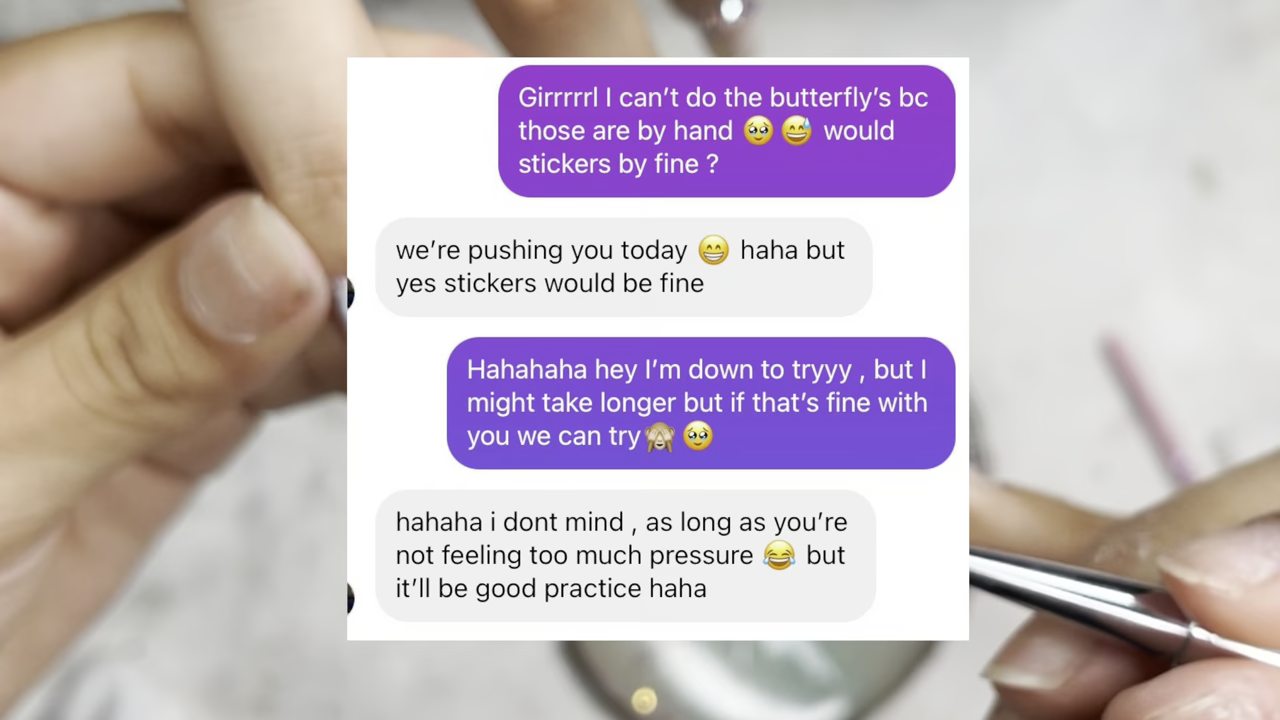 Girrrrrl I can’t do the butterfly’s bc
those are by hand 🥹 😅 would
stickers by fine ?
we’re pushing you today 😁 haha but
yes stickers would be fine
Hahahaha hey I’m down to tryyy , but I
might take longer but if that’s fine with
you we can try🙈 🥹
hahaha i dont mind , as long as you’re
not feeling too much pressure 😂 but
it’ll be good practice haha